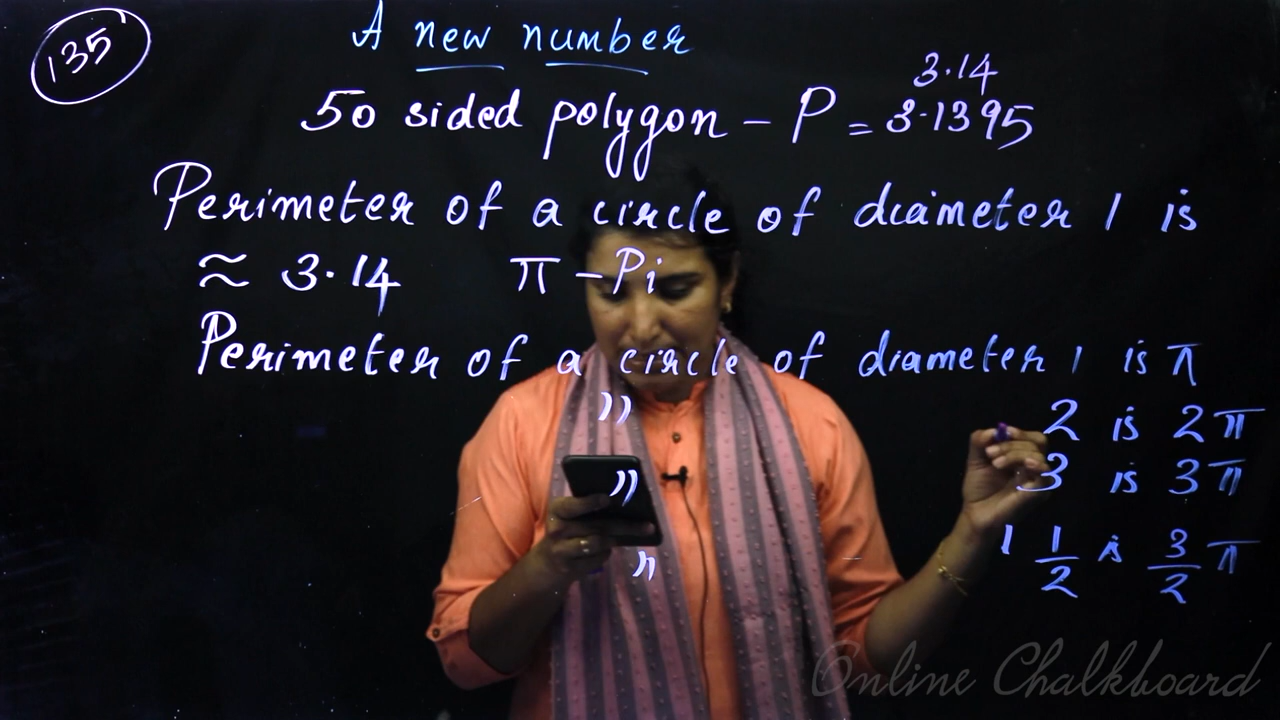 135
A new number
3.14
50 sided polygon - P = 3.1395
Perimeter of a circle of diameter 1 is
≈ 3.14 π - Pi
Perimeter of a circle of diameter 1 is π
" 2 is 2π
" 3 is 3π
" 1 1/2 is 3/2 π
Online Chalkboard